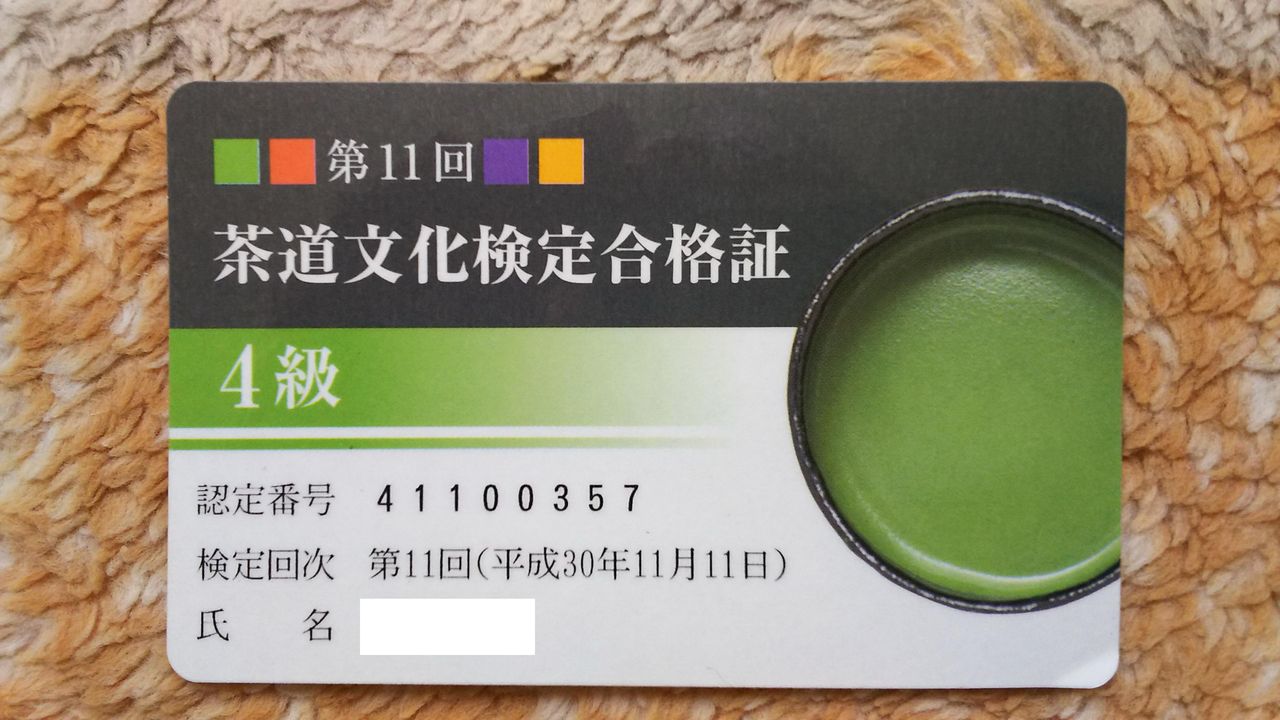 第11回
茶道文化検定合格証
4級
認定番号 41100357
検定回次 第11回(平成30年11月11日)
氏名